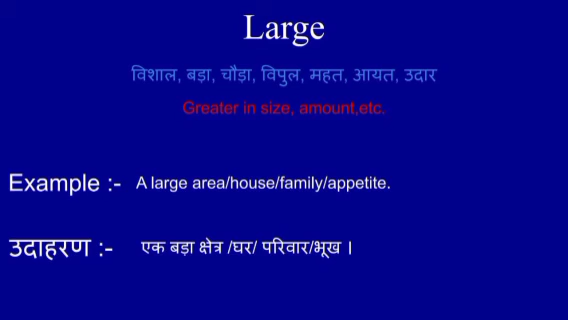 Large
विशाल, बड़ा, चौड़ा, विपुल, महत, आयत, उदार
Greater in size, amount,etc.
Example :- A large area/house/family/appetite.
उदाहरण :- एक बड़ा क्षेत्र /घर/ परिवार/भूख ।